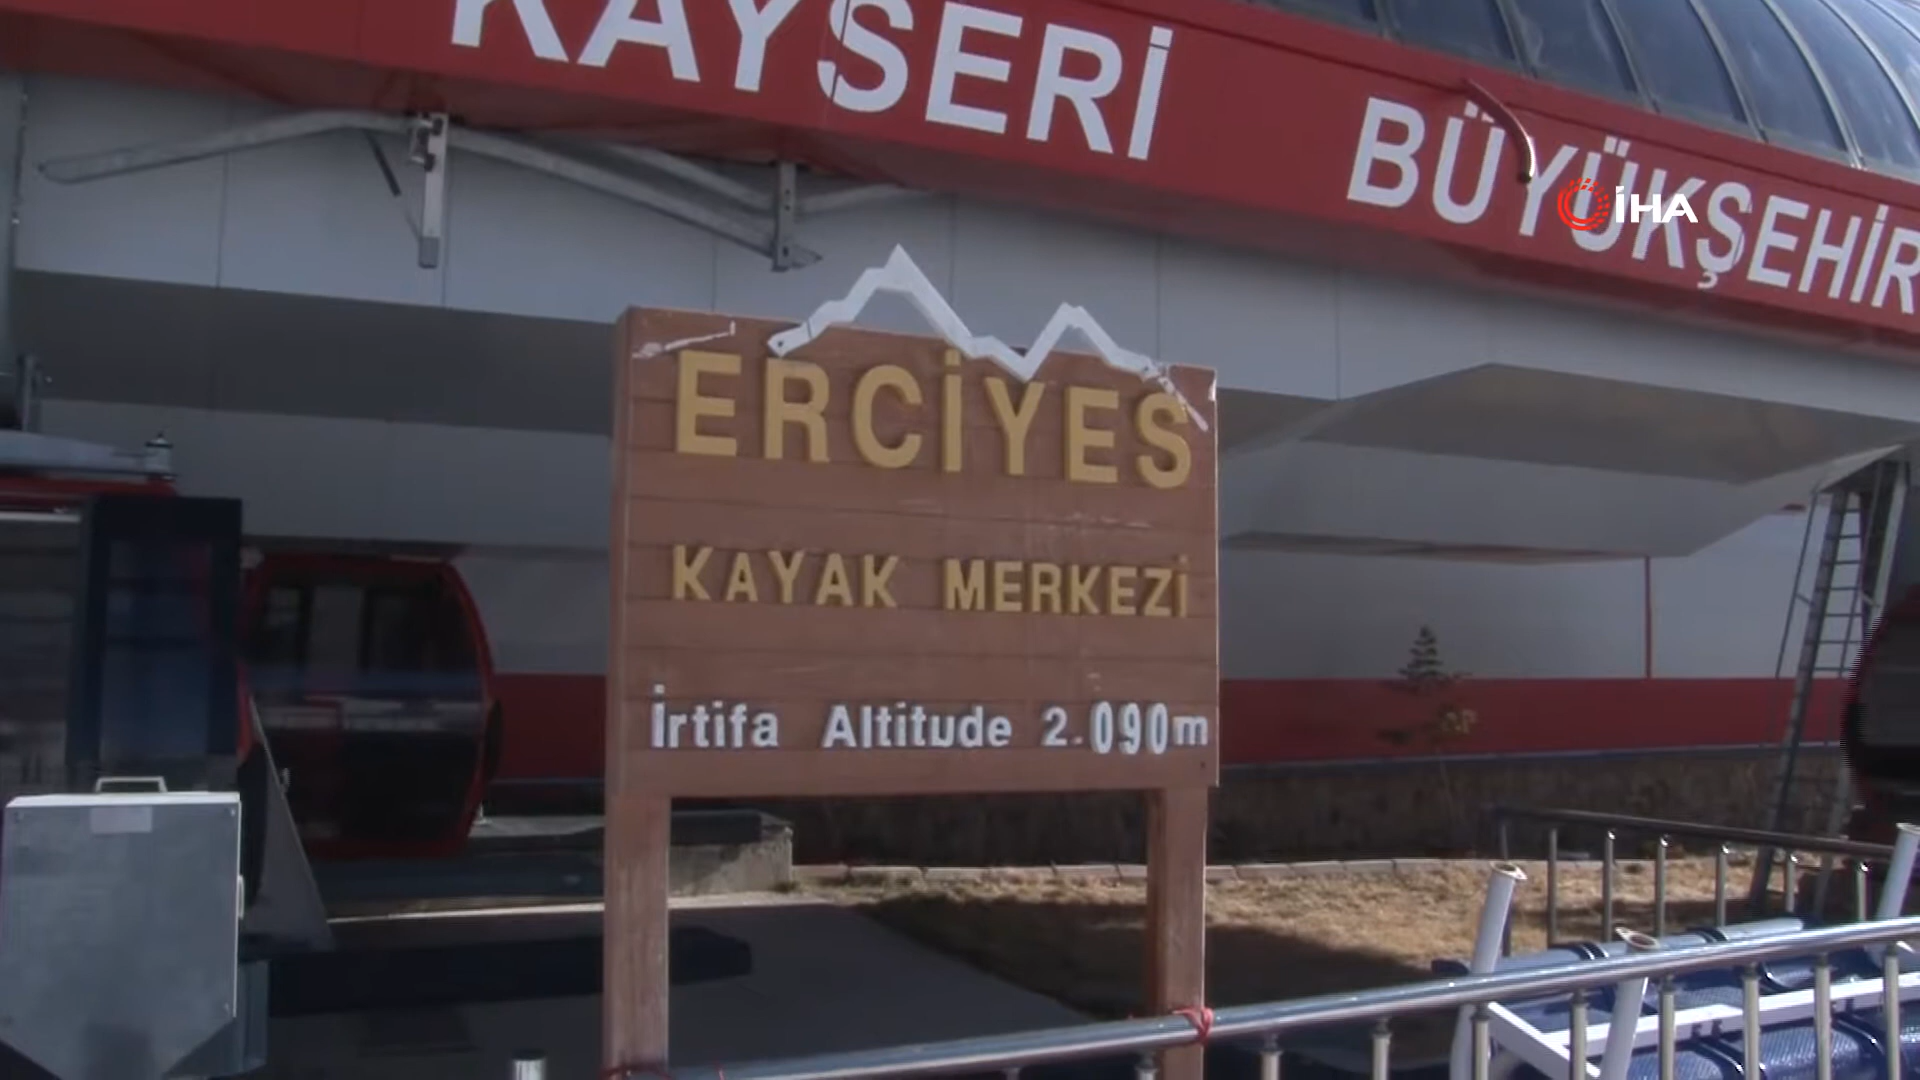 KAYSERİ BÜYÜKŞEHİR
İHA
ERCİYES
KAYAK MERKEZİ
İrtifa Altitude 2.090m